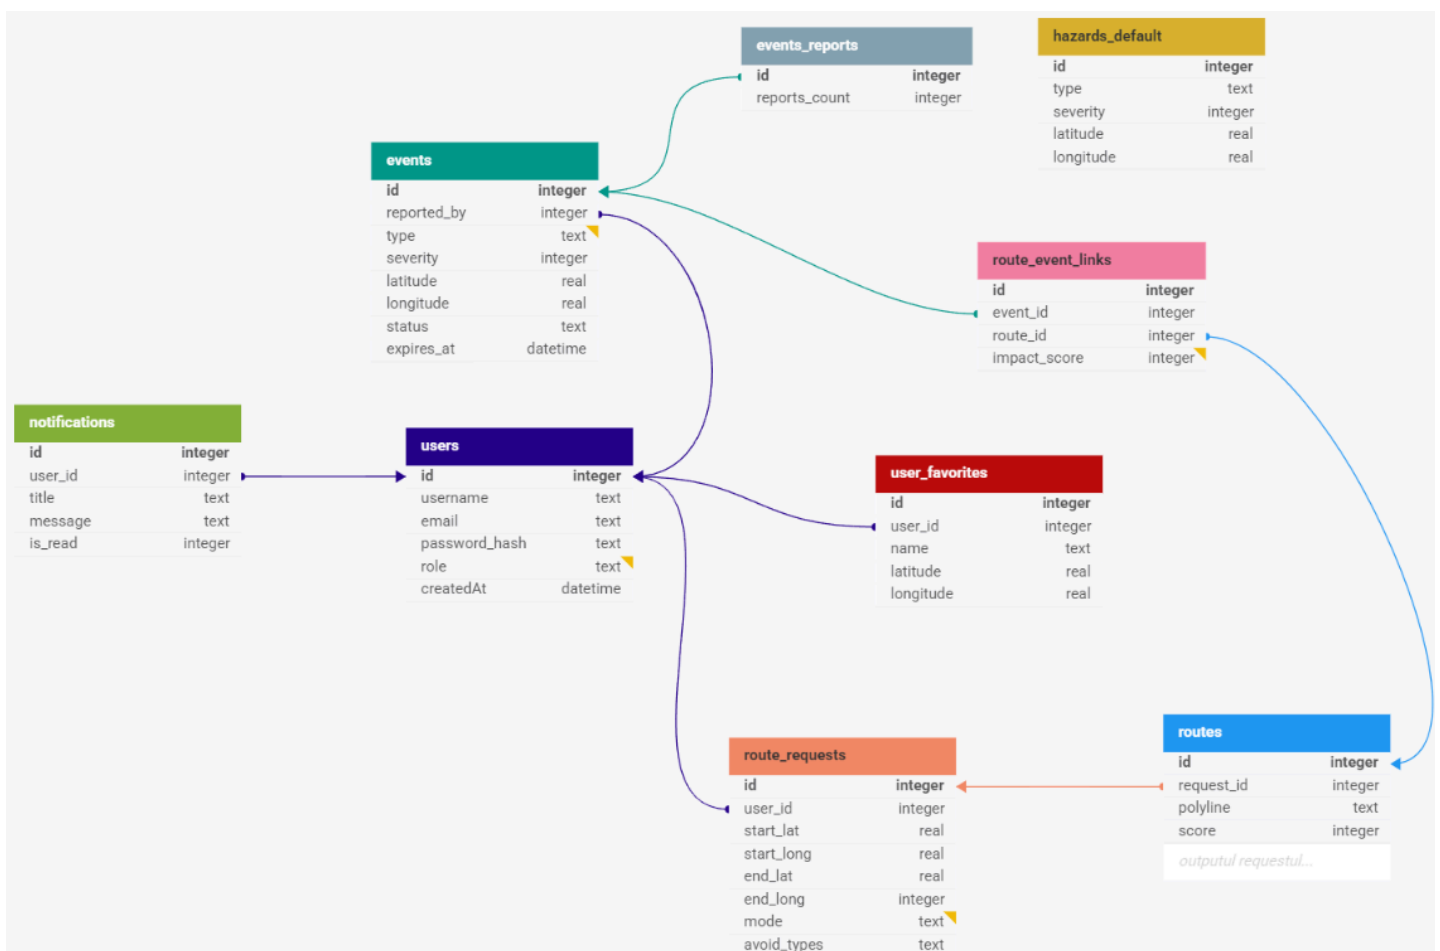 events_reports
id integer
reports_count integer
hazards_default
id integer
type text
severity integer
latitude real
longitude real
events
id integer
reported_by integer
type text
severity integer
latitude real
longitude real
status text
expires_at datetime
route_event_links
id integer
event_id integer
route_id integer
impact_score integer
notifications
id integer
user_id integer
title text
message text
is_read integer
users
id integer
username text
email text
password_hash text
role text
createdAt datetime
user_favorites
id integer
user_id integer
name text
latitude real
longitude real
route_requests
id integer
user_id integer
start_lat real
start_long real
end_lat real
end_long integer
mode text
avoid_types text
routes
id integer
request_id integer
polyline text
score integer
outputul requestul...